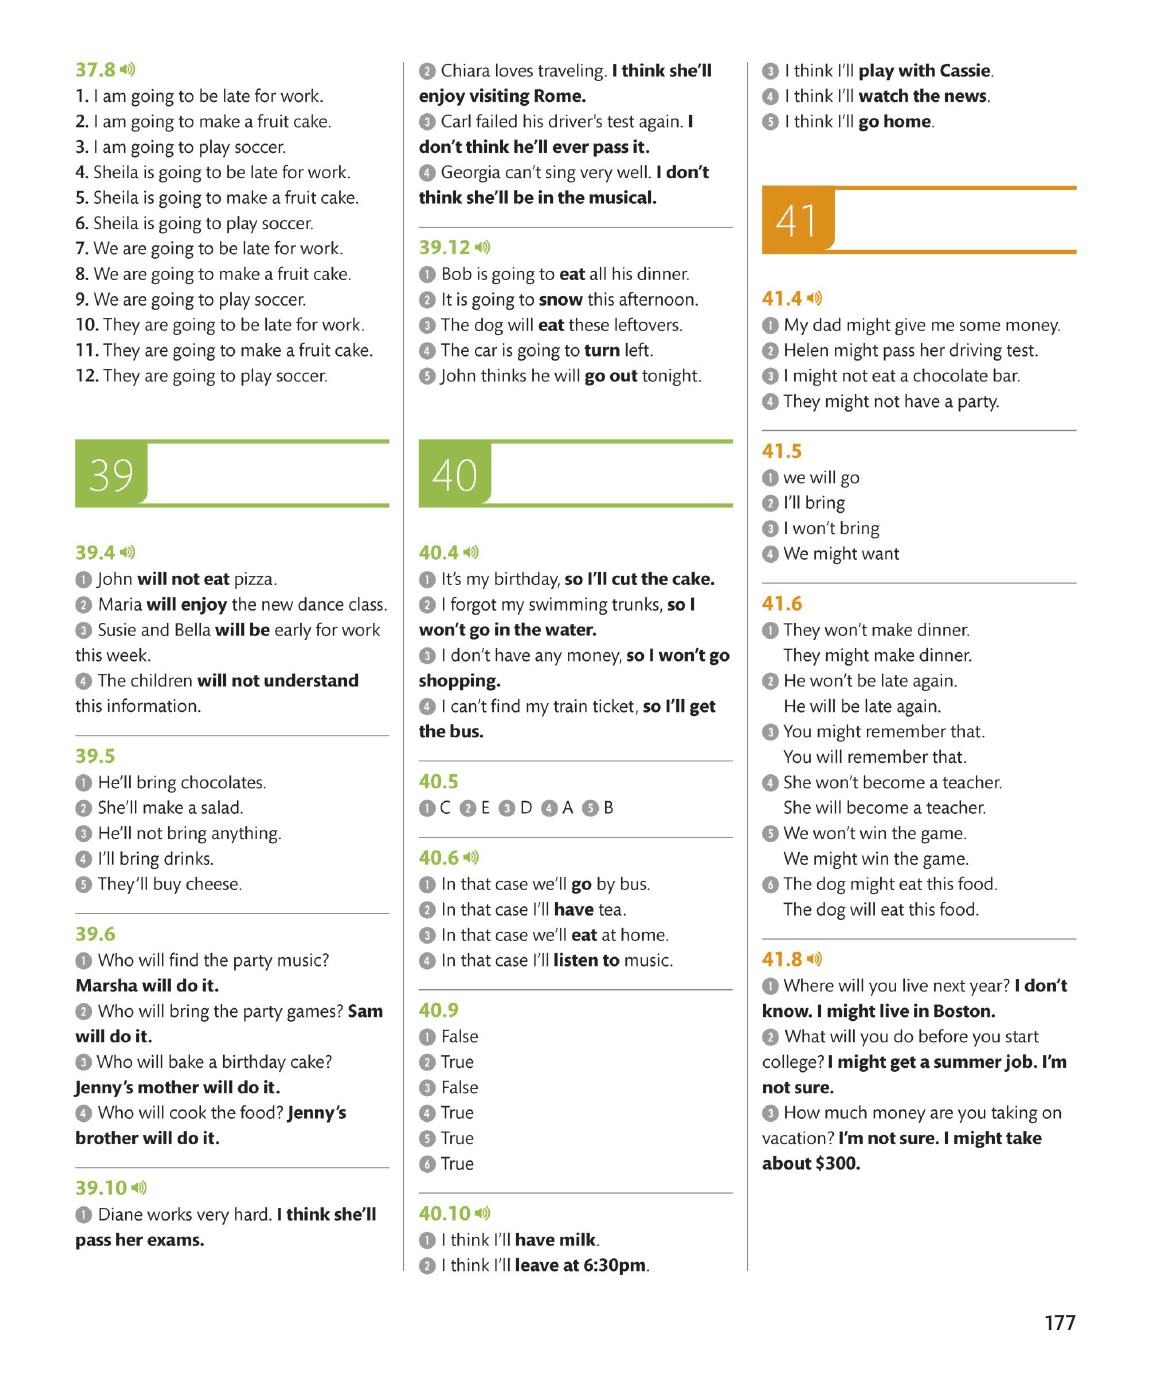 37.8
1. I am going to be late for work.
2. I am going to make a fruit cake.
3. I am going to play soccer.
4. Sheila is going to be late for work.
5. Sheila is going to make a fruit cake.
6. Sheila is going to play soccer.
7. We are going to be late for work.
8. We are going to make a fruit cake.
9. We are going to play soccer.
10. They are going to be late for work.
11. They are going to make a fruit cake.
12. They are going to play soccer.
39
39.4
1 John will not eat pizza.
2 Maria will enjoy the new dance class.
3 Susie and Bella will be early for work
this week.
4 The children will not understand
this information.
39.5
1 He'll bring chocolates.
2 She'll make a salad.
3 He'll not bring anything.
4 I'll bring drinks.
5 They'll buy cheese.
39.6
1 Who will find the party music?
Marsha will do it.
2 Who will bring the party games? Sam
will do it.
3 Who will bake a birthday cake?
Jenny's mother will do it.
4 Who will cook the food? Jenny's
brother will do it.
39.10
1 Diane works very hard. I think she'll
pass her exams.
2 Chiara loves traveling. I think she'll
enjoy visiting Rome.
3 Carl failed his driver's test again. I
don't think he'll ever pass it.
4 Georgia can't sing very well. I don't
think she'll be in the musical.
39.12
1 Bob is going to eat all his dinner.
2 It is going to snow this afternoon.
3 The dog will eat these leftovers.
4 The car is going to turn left.
5 John thinks he will go out tonight.
40
40.4
1 It's my birthday, so I'll cut the cake.
2 I forgot my swimming trunks, so I
won't go in the water.
3 I don't have any money, so I won't go
shopping.
4 I can't find my train ticket, so I'll get
the bus.
40.5
1 C 2 E 3 D 4 A 5 B
40.6
1 In that case we'll go by bus.
2 In that case I'll have tea.
3 In that case we'll eat at home.
4 In that case I'll listen to music.
40.9
1 False
2 True
3 False
4 True
5 True
6 True
40.10
1 I think I'll have milk.
2 I think I'll leave at 6:30pm.
3 I think I'll play with Cassie.
4 I think I'll watch the news.
5 I think I'll go home.
41
41.4
1 My dad might give me some money.
2 Helen might pass her driving test.
3 I might not eat a chocolate bar.
4 They might not have a party.
41.5
1 we will go
2 I'll bring
3 I won't bring
4 We might want
41.6
1 They won't make dinner.
They might make dinner.
2 He won't be late again.
He will be late again.
3 You might remember that.
You will remember that.
4 She won't become a teacher.
She will become a teacher.
5 We won't win the game.
We might win the game.
6 The dog might eat this food.
The dog will eat this food.
41.8
1 Where will you live next year? I don't
know. I might live in Boston.
2 What will you do before you start
college? I might get a summer job. I'm
not sure.
3 How much money are you taking on
vacation? I'm not sure. I might take
about $300.
177